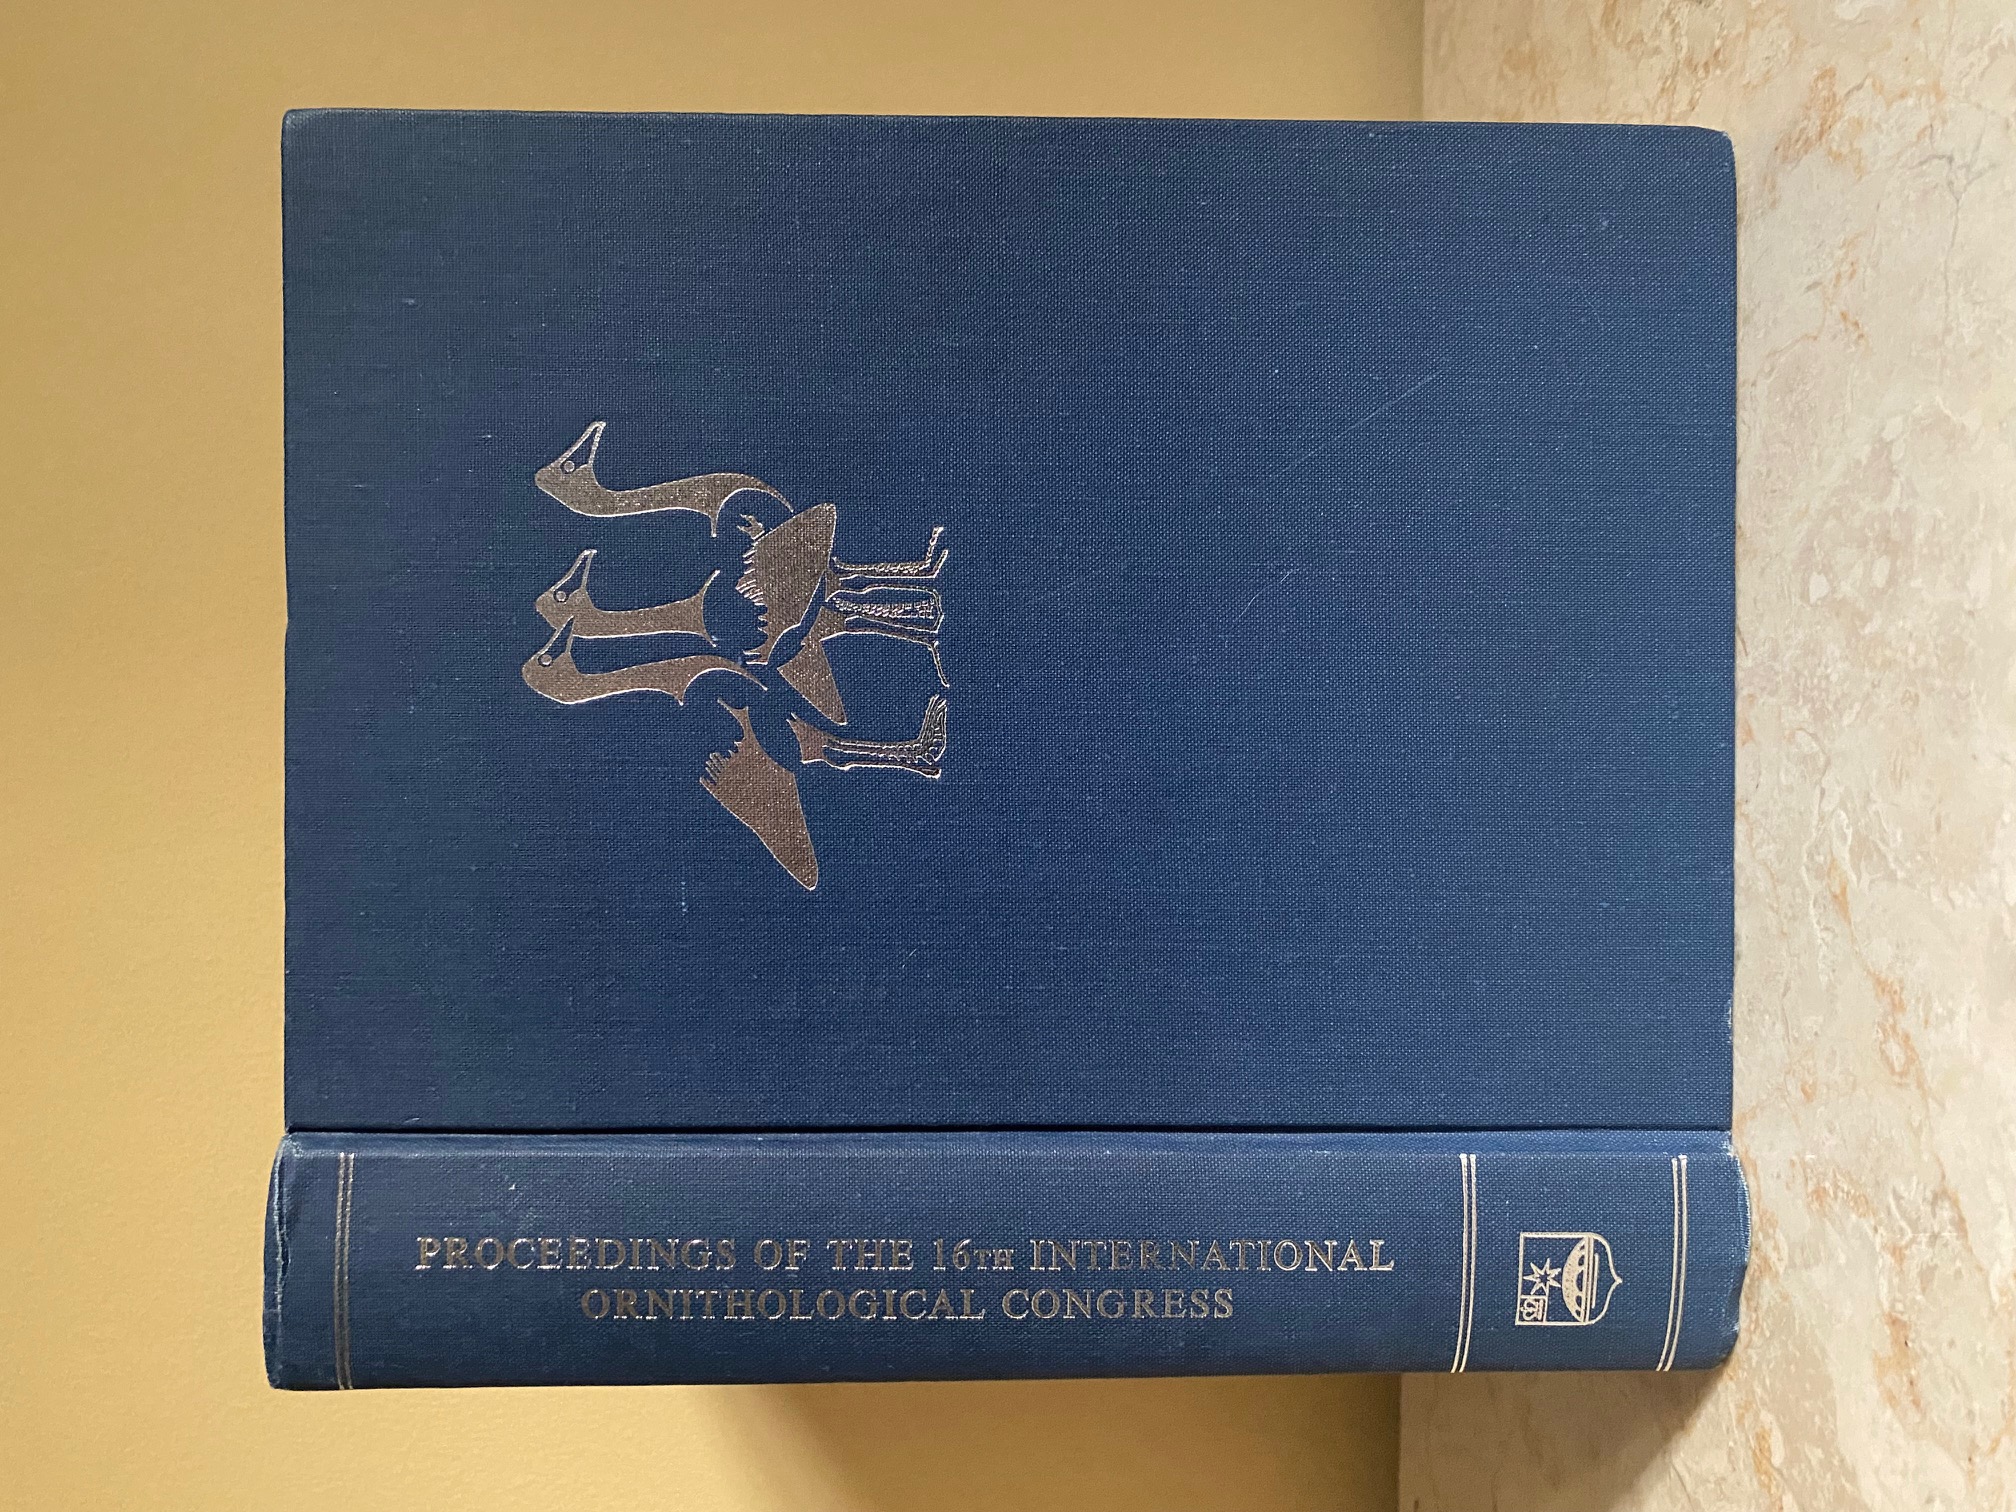 PROCEEDINGS OF THE 16TH INTERNATIONAL
ORNITHOLOGICAL CONGRESS